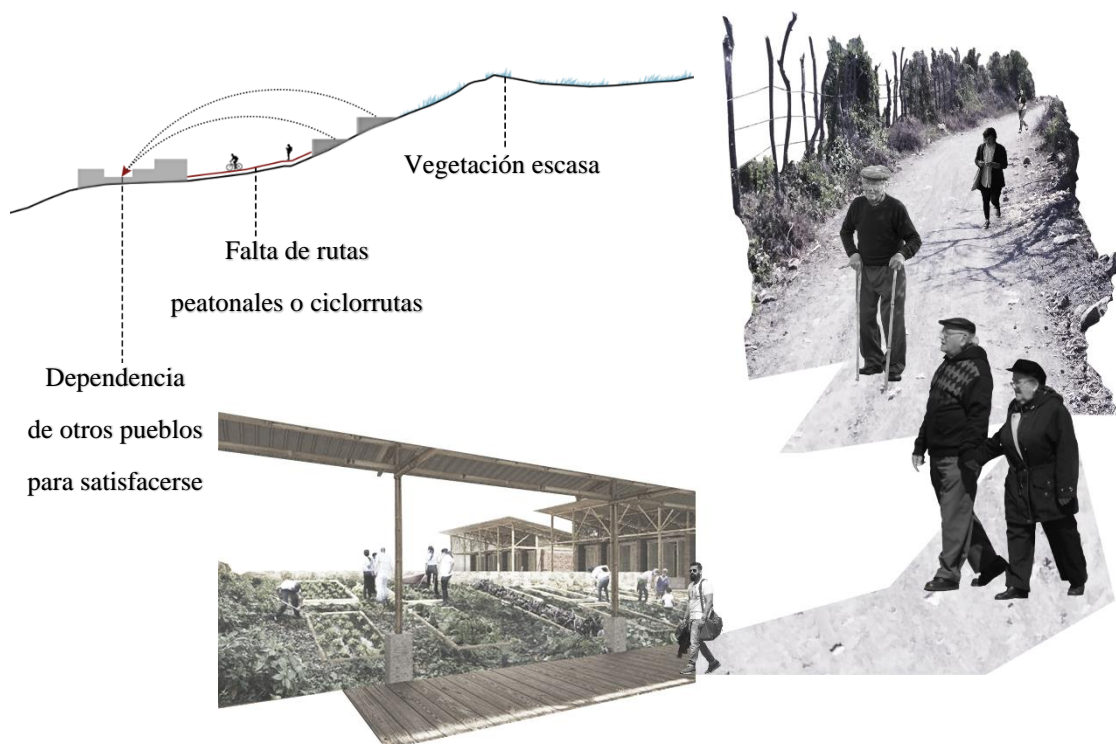 Vegetación escasa
Falta de rutas
peatonales o ciclorrutas
Dependencia
de otros pueblos
para satisfacerse